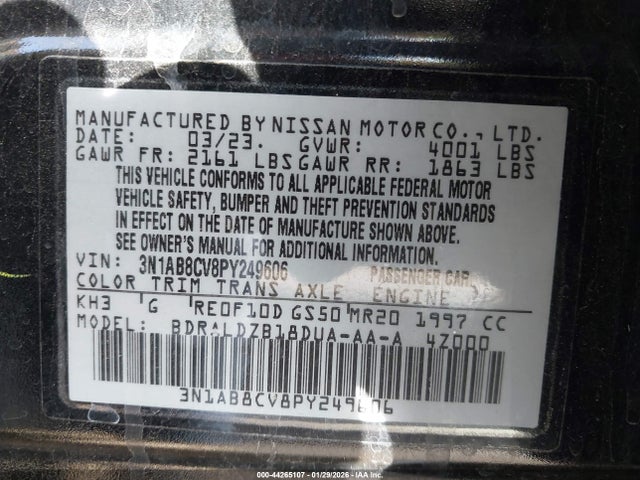 MANUFACTURED BY NISSAN MOTOR CO., LTD.
DATE: 03/23. GVWR: 4001 LBS
GAWR FR: 2161 LBS GAWR RR: 1863 LBS
THIS VEHICLE CONFORMS TO ALL APPLICABLE FEDERAL MOTOR
VEHICLE SAFETY, BUMPER AND THEFT PREVENTION STANDARDS
IN EFFECT ON THE DATE OF MANUFACTURE SHOWN ABOVE.
SEE OWNER'S MANUAL FOR ADDITIONAL INFORMATION.
VIN: 3N1AB8CV8PY249606 PASSENGER CAR
COLOR TRIM TRANS AXLE ENGINE
KH3 G RE0F10D GS50 MR20 1997 CC
MODEL: BDRALDZB18DUA-AA-A 4Z000
3N1AB8CV8PY249606
000-44265107 - 01/29/2026 - IAA Inc.